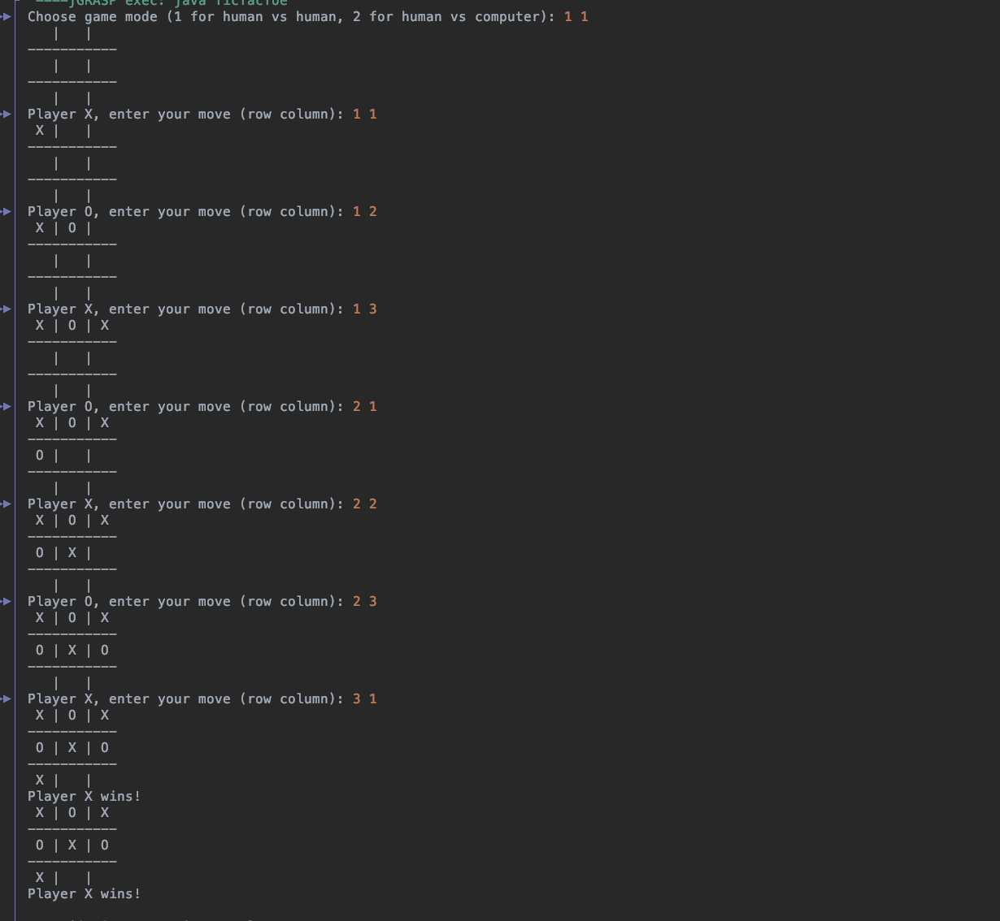 ----jGRASP exec: java TicTacToe
Choose game mode (1 for human vs human, 2 for human vs computer): 1 1
   |   |
-----------
   |   |
-----------
   |   |
Player X, enter your move (row column): 1 1
 X |   |
-----------
   |   |
-----------
   |   |
Player O, enter your move (row column): 1 2
 X | O |
-----------
   |   |
-----------
   |   |
Player X, enter your move (row column): 1 3
 X | O | X
-----------
   |   |
-----------
   |   |
Player O, enter your move (row column): 2 1
 X | O | X
-----------
 O |   |
-----------
   |   |
Player X, enter your move (row column): 2 2
 X | O | X
-----------
 O | X |
-----------
   |   |
Player O, enter your move (row column): 2 3
 X | O | X
-----------
 O | X | O
-----------
   |   |
Player X, enter your move (row column): 3 1
 X | O | X
-----------
 O | X | O
-----------
 X |   |
Player X wins!
 X | O | X
-----------
 O | X | O
-----------
 X |   |
Player X wins!